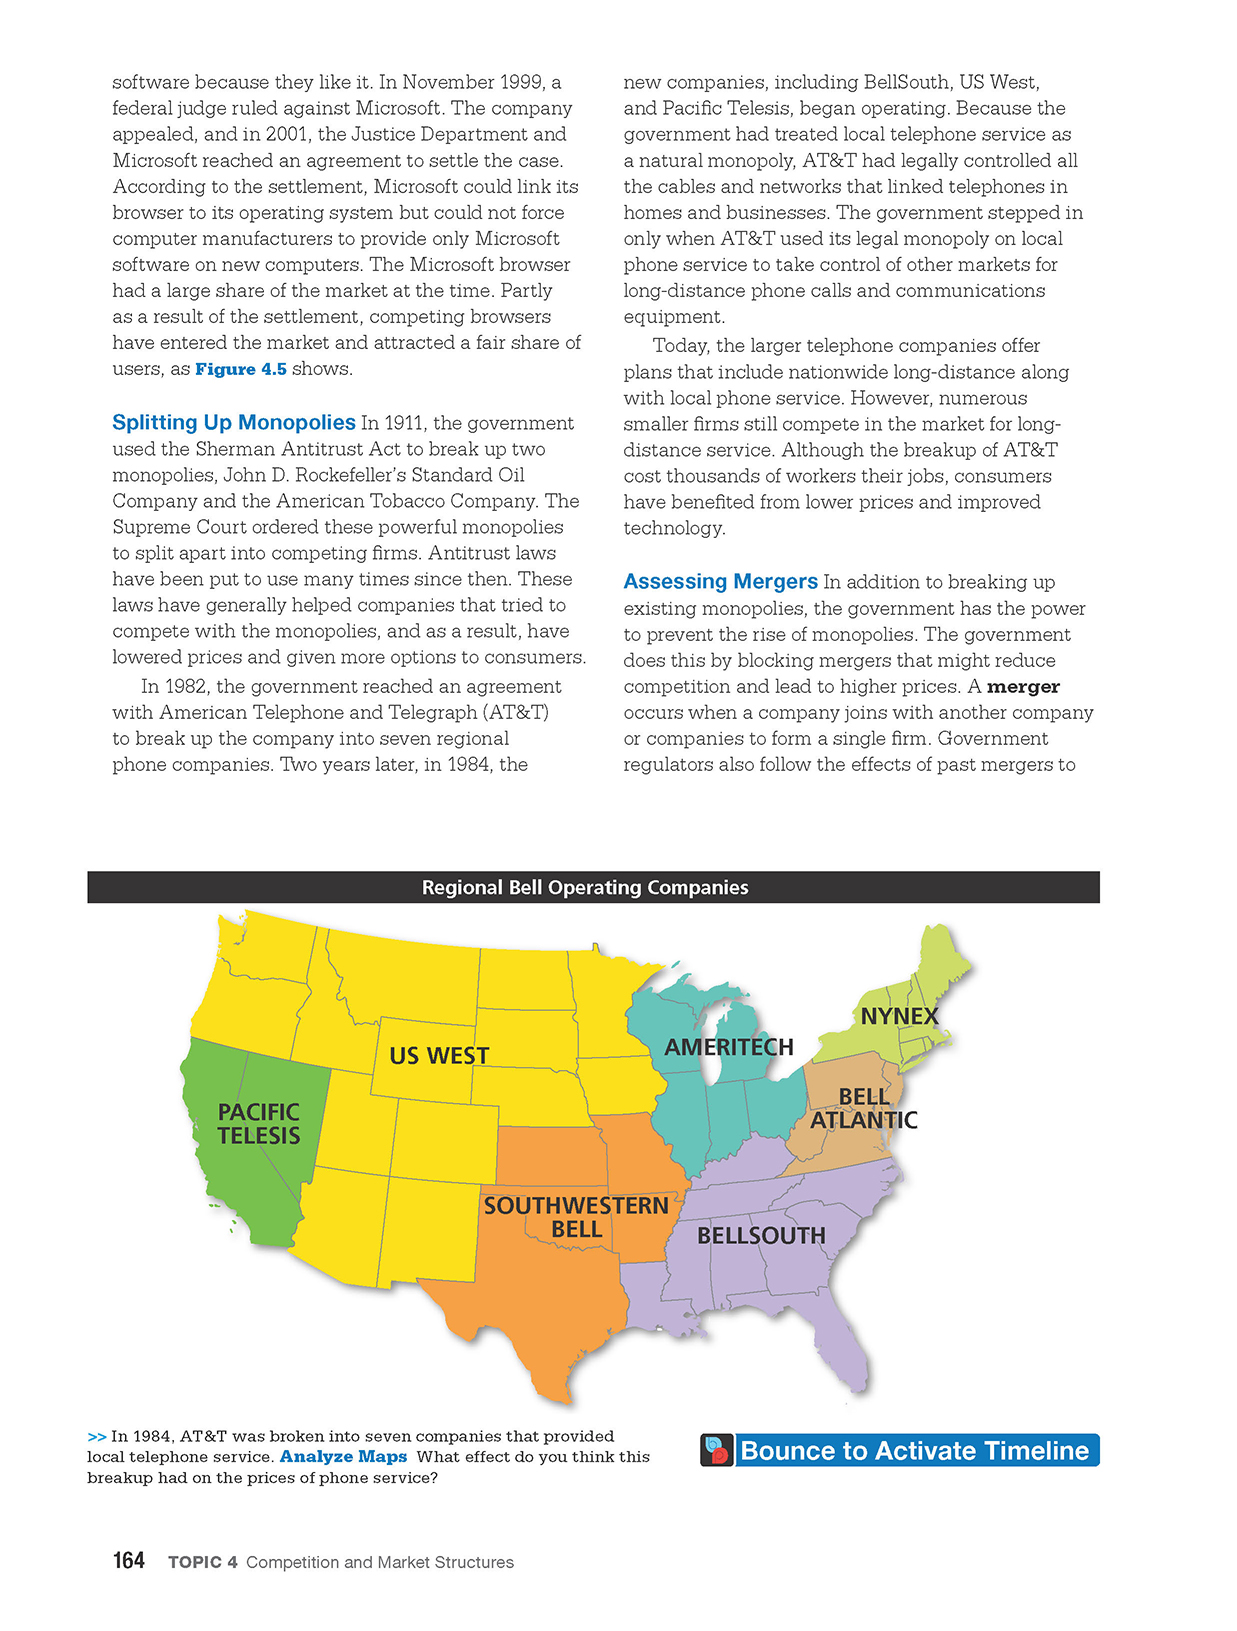 software because they like it. In November 1999, a
federal judge ruled against Microsoft. The company
appealed, and in 2001, the Justice Department and
Microsoft reached an agreement to settle the case.
According to the settlement, Microsoft could link its
browser to its operating system but could not force
computer manufacturers to provide only Microsoft
software on new computers. The Microsoft browser
had a large share of the market at the time. Partly
as a result of the settlement, competing browsers
have entered the market and attracted a fair share of
users, as Figure 4.5 shows.
Splitting Up Monopolies In 1911, the government
used the Sherman Antitrust Act to break up two
monopolies, John D. Rockefeller's Standard Oil
Company and the American Tobacco Company. The
Supreme Court ordered these powerful monopolies
to split apart into competing firms. Antitrust laws
have been put to use many times since then. These
laws have generally helped companies that tried to
compete with the monopolies, and as a result, have
lowered prices and given more options to consumers.
In 1982, the government reached an agreement
with American Telephone and Telegraph (AT&T)
to break up the company into seven regional
phone companies. Two years later, in 1984, the
new companies, including BellSouth, US West,
and Pacific Telesis, began operating. Because the
government had treated local telephone service as
a natural monopoly, AT&T had legally controlled all
the cables and networks that linked telephones in
homes and businesses. The government stepped in
only when AT&T used its legal monopoly on local
phone service to take control of other markets for
long-distance phone calls and communications
equipment.
Today, the larger telephone companies offer
plans that include nationwide long-distance along
with local phone service. However, numerous
smaller firms still compete in the market for long-
distance service. Although the breakup of AT&T
cost thousands of workers their jobs, consumers
have benefited from lower prices and improved
technology.
Assessing Mergers In addition to breaking up
existing monopolies, the government has the power
to prevent the rise of monopolies. The government
does this by blocking mergers that might reduce
competition and lead to higher prices. A merger
occurs when a company joins with another company
or companies to form a single firm. Government
regulators also follow the effects of past mergers to
Regional Bell Operating Companies
NYNEX
AMERITECH
US WEST
BELL
ATLANTIC
PACIFIC
TELESIS
SOUTHWESTERN
BELL
BELLSOUTH
>> In 1984, AT&T was broken into seven companies that provided
local telephone service. Analyze Maps What effect do you think this
breakup had on the prices of phone service?
Bounce to Activate Timeline
164 TOPIC 4 Competition and Market Structures